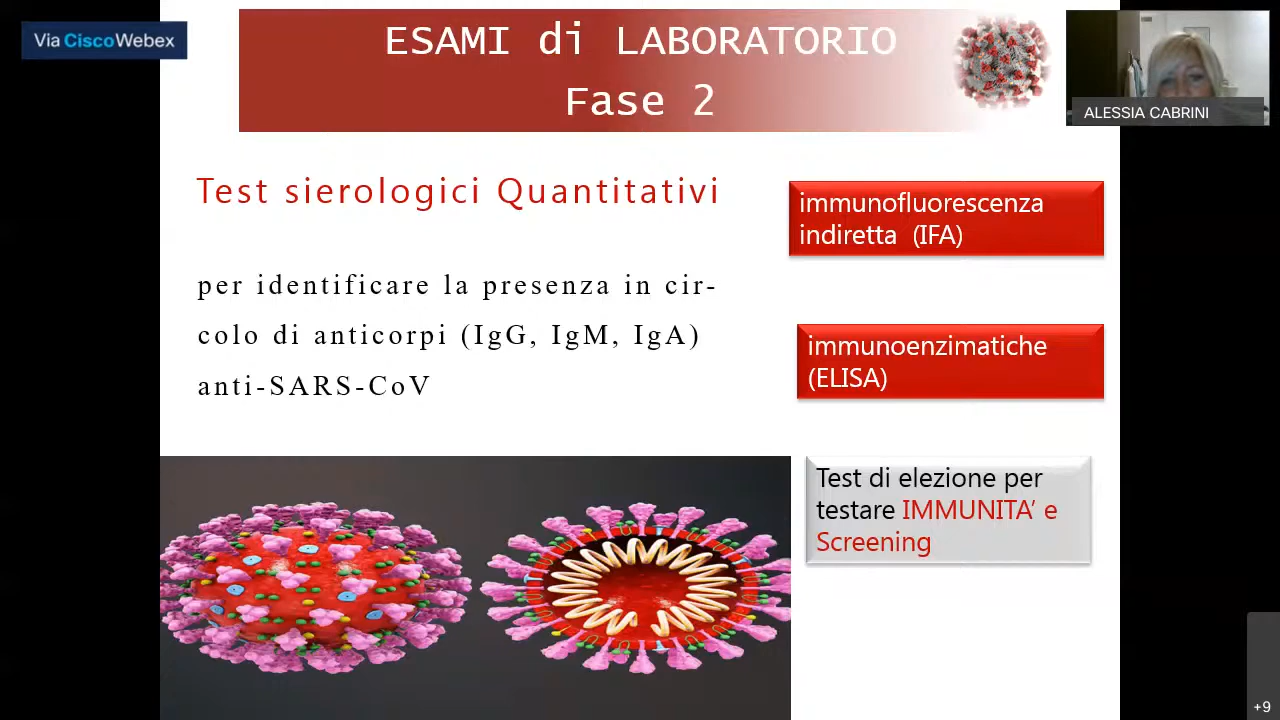 Via Cisco Webex
ESAMI di LABORATORIO
Fase 2
ALESSIA CABRINI
Test sierologici Quantitativi
per identificare la presenza in cir-
colo di anticorpi (IgG, IgM, IgA)
anti-SARS-CoV
immunofluorescenza
indiretta (IFA)
immunoenzimatiche
(ELISA)
Test di elezione per
testare IMMUNITA’ e
Screening
+9